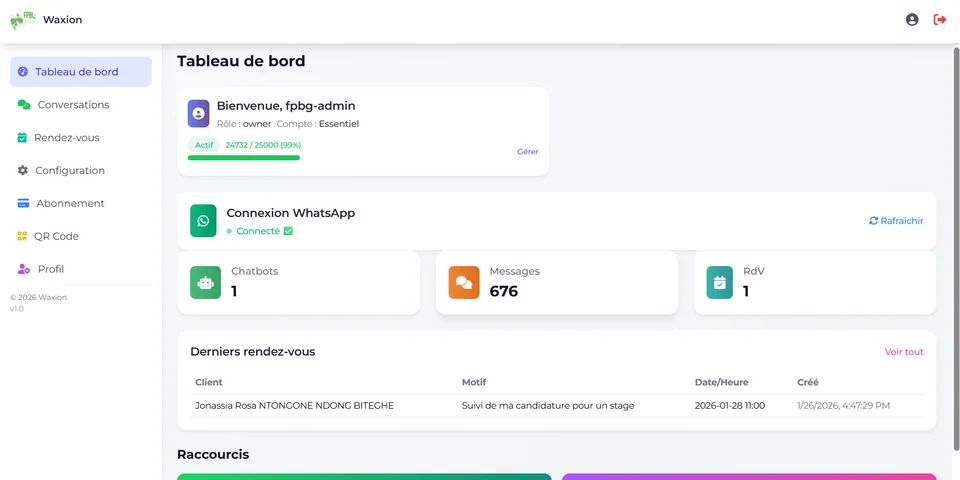 FPBG
Waxion
Tableau de bord
Conversations
Rendez-vous
Configuration
Abonnement
QR Code
Profil
© 2026 Waxion
v1.0
Tableau de bord
Bienvenue, fpbg-admin
Rôle : owner Compte : Essentiel
Actif 24732 / 25000 (99%)
Gérer
Connexion WhatsApp
Connecté ✅
Rafraîchir
Chatbots
1
Messages
676
RdV
1
Derniers rendez-vous
Voir tout
Client Motif Date/Heure Créé
Jonassia Rosa NTONGONE NDONG BITEGHE Suivi de ma candidature pour un stage 2026-01-28 11:00 1/26/2026, 4:47:29 PM
Raccourcis